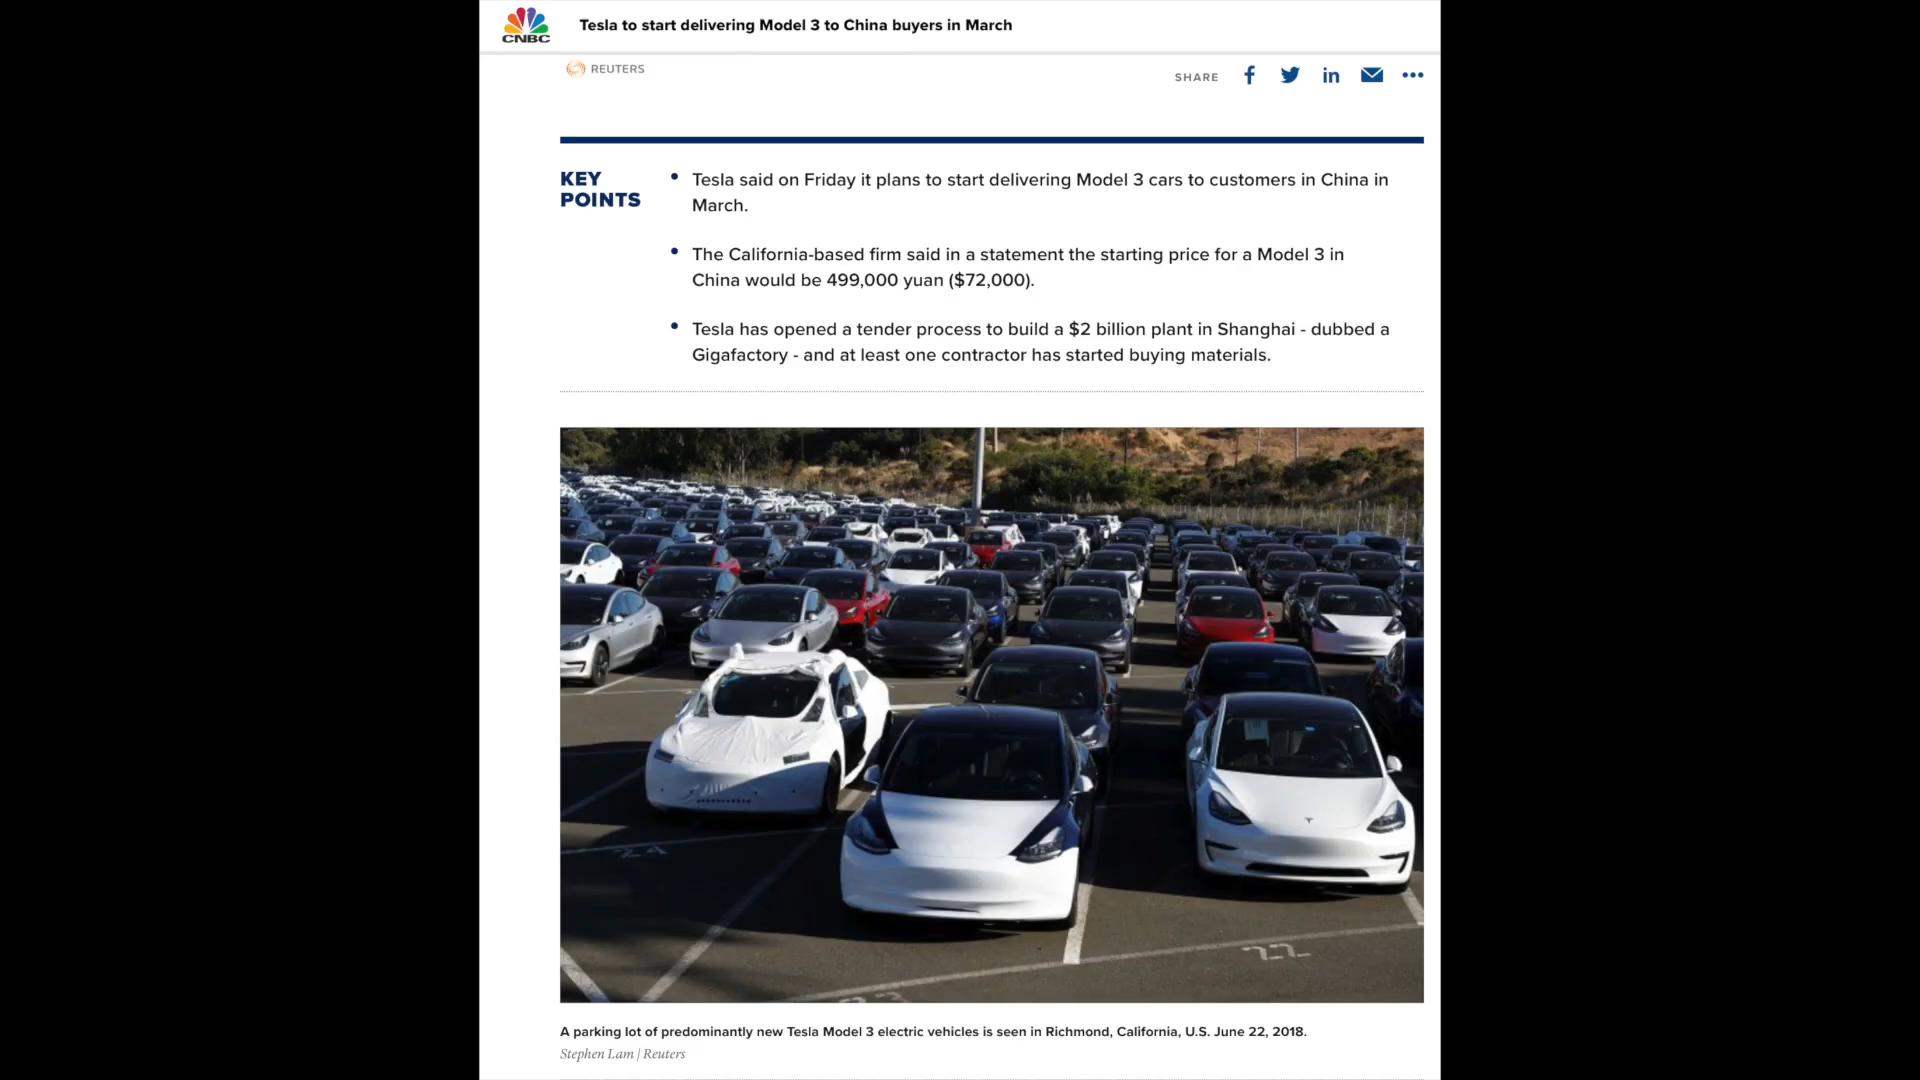 CNBC
Tesla to start delivering Model 3 to China buyers in March
REUTERS
SHARE
KEY
POINTS
Tesla said on Friday it plans to start delivering Model 3 cars to customers in China in
March.
The California-based firm said in a statement the starting price for a Model 3 in
China would be 499,000 yuan ($72,000).
Tesla has opened a tender process to build a $2 billion plant in Shanghai - dubbed a
Gigafactory - and at least one contractor has started buying materials.
24
22
A parking lot of predominantly new Tesla Model 3 electric vehicles is seen in Richmond, California, U.S. June 22, 2018.
Stephen Lam | Reuters